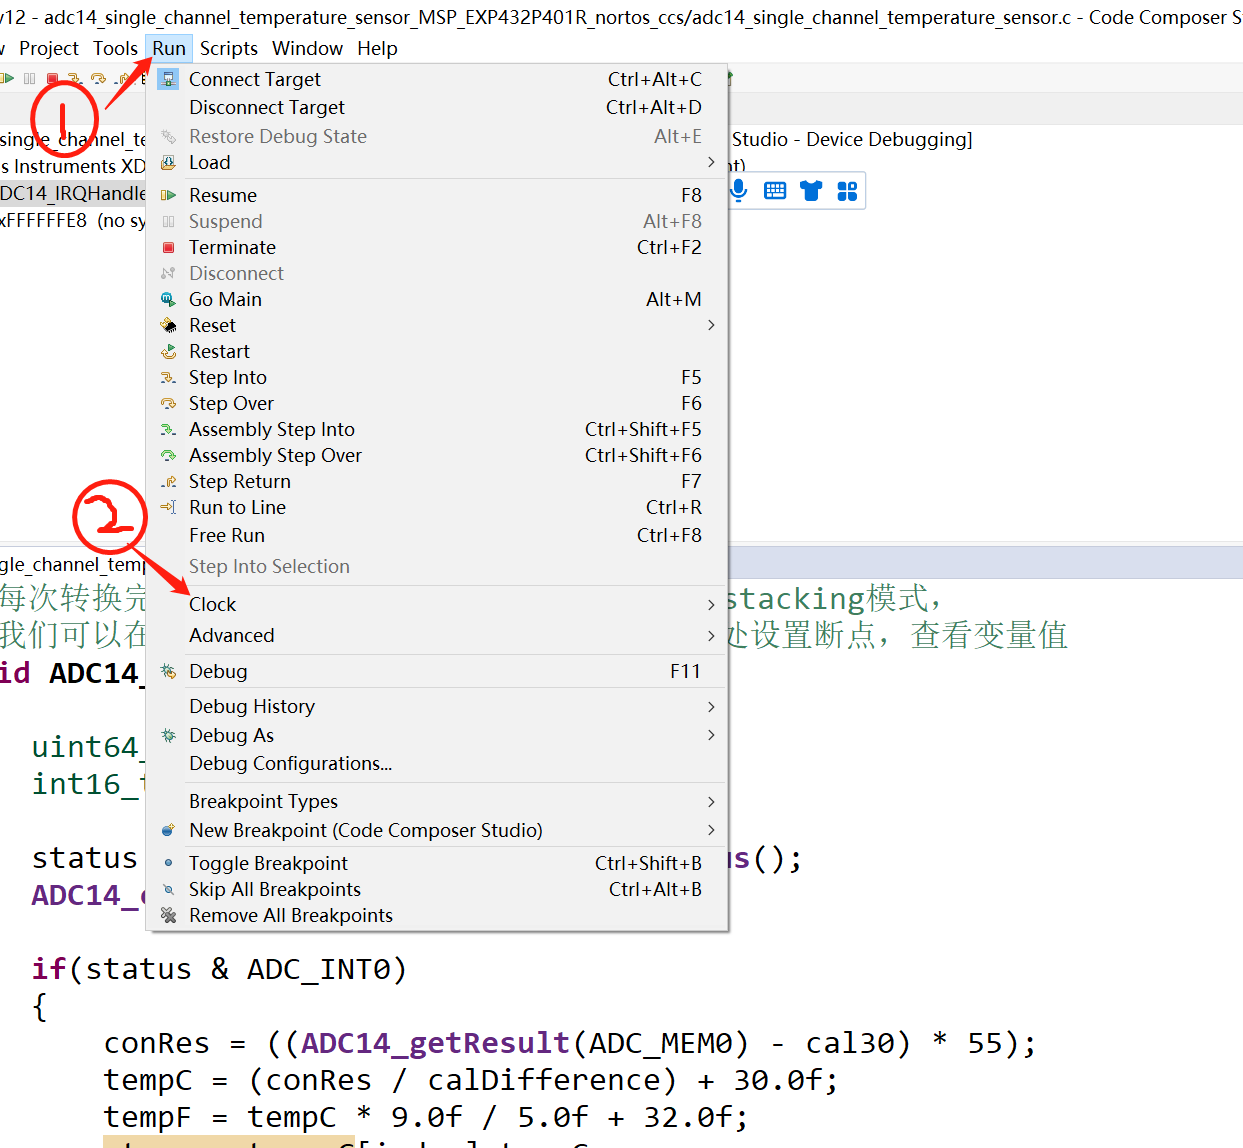 v12 - adc14_single_channel_temperature_sensor_MSP_EXP432P401R_nortos_ccs/adc14_single_channel_temperature_sensor.c - Code Composer S
Project Tools Run Scripts Window Help
1
Connect Target Ctrl+Alt+C
Disconnect Target Ctrl+Alt+D
single_channel_te Restore Debug State Alt+E Studio - Device Debugging]
s Instruments XD Load nt)
DC14_IRQHandle Resume F8
xFFFFFFE8 (no sy Suspend Alt+F8
Terminate Ctrl+F2
Disconnect
Go Main Alt+M
Reset
Restart
Step Into F5
Step Over F6
Assembly Step Into Ctrl+Shift+F5
Assembly Step Over Ctrl+Shift+F6
Step Return F7
2
Run to Line Ctrl+R
Free Run Ctrl+F8
gle_channel_temp Step Into Selection
每次转换完 Clock stacking模式，
我们可以在 Advanced 处设置断点，查看变量值
id ADC14_ Debug F11
Debug History
uint64_ Debug As
Debug Configurations...
int16_t
Breakpoint Types
New Breakpoint (Code Composer Studio)
status Toggle Breakpoint Ctrl+Shift+B us();
ADC14_c Skip All Breakpoints Ctrl+Alt+B
Remove All Breakpoints
if(status & ADC_INT0)
{
conRes = ((ADC14_getResult(ADC_MEM0) - cal30) * 55);
tempC = (conRes / calDifference) + 30.0f;
tempF = tempC * 9.0f / 5.0f + 32.0f;